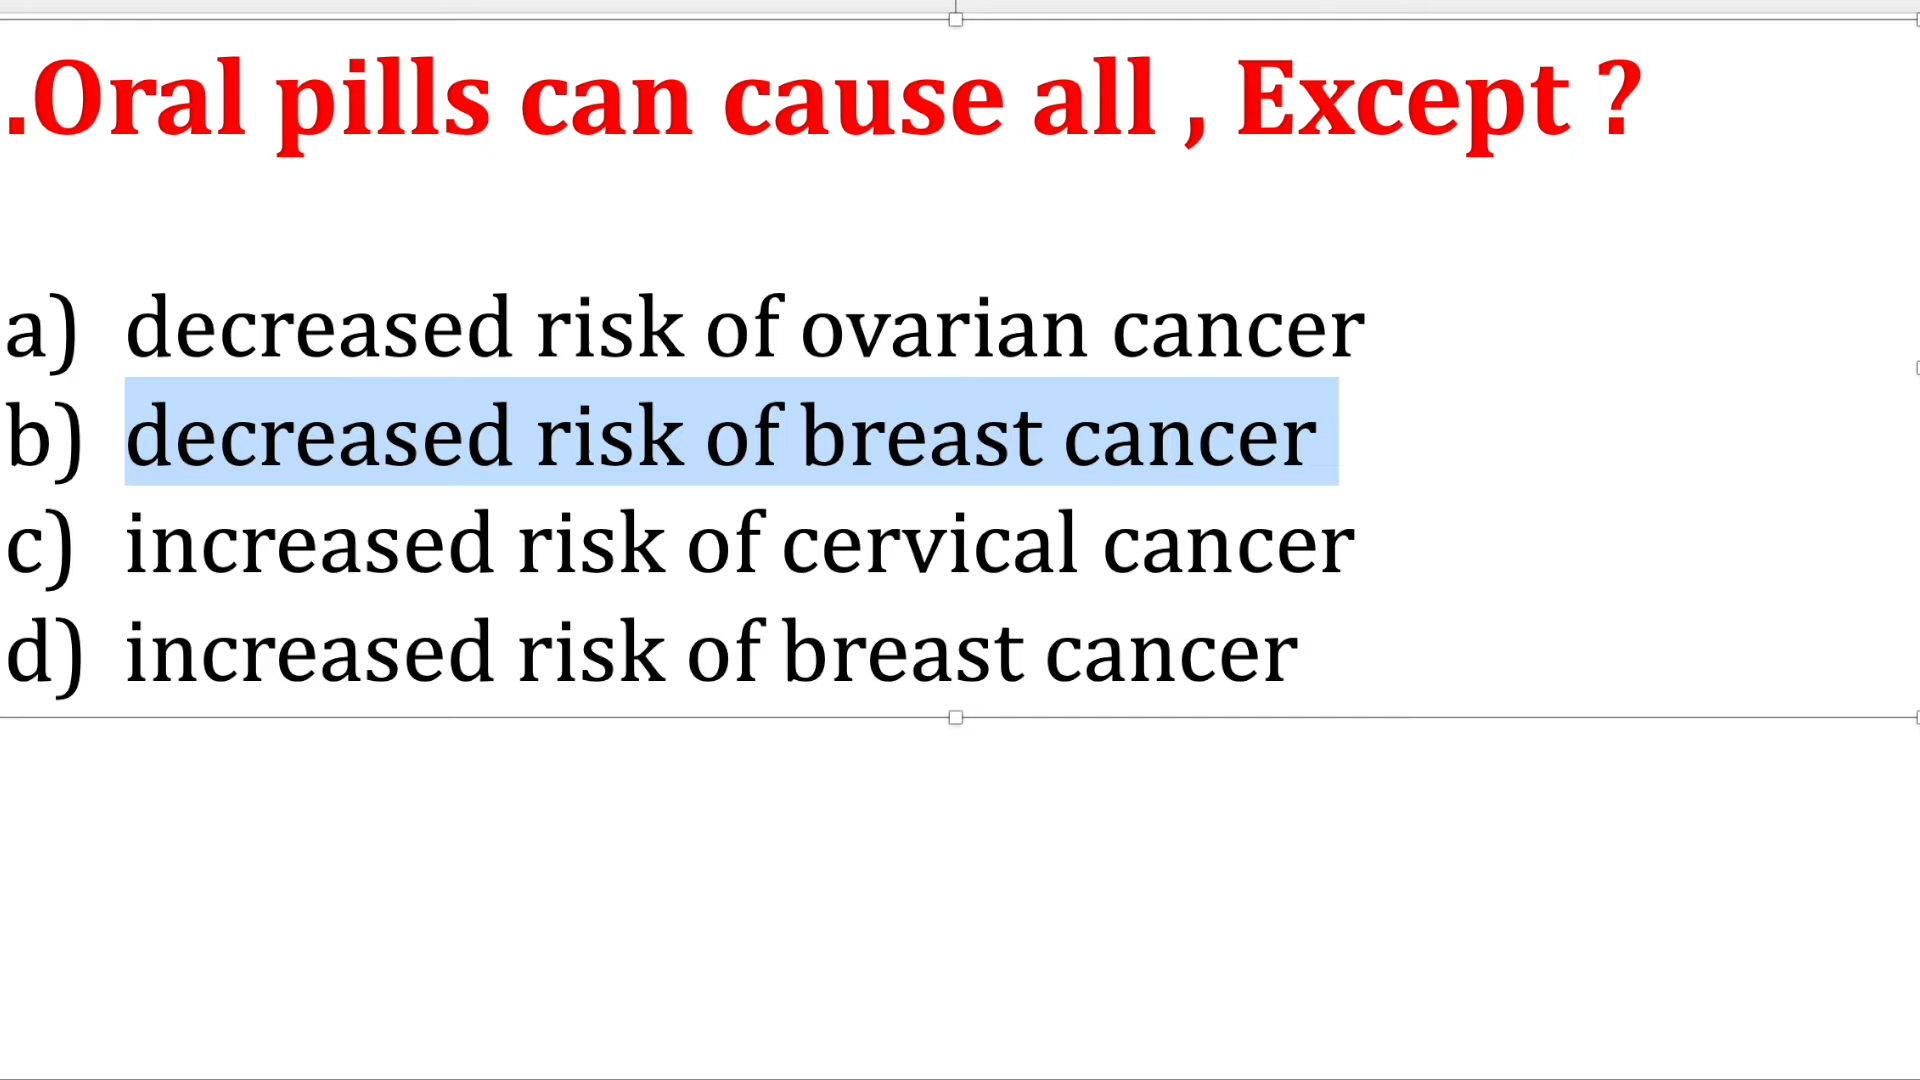 .Oral pills can cause all , Except ?
a) decreased risk of ovarian cancer
b) decreased risk of breast cancer
c) increased risk of cervical cancer
d) increased risk of breast cancer